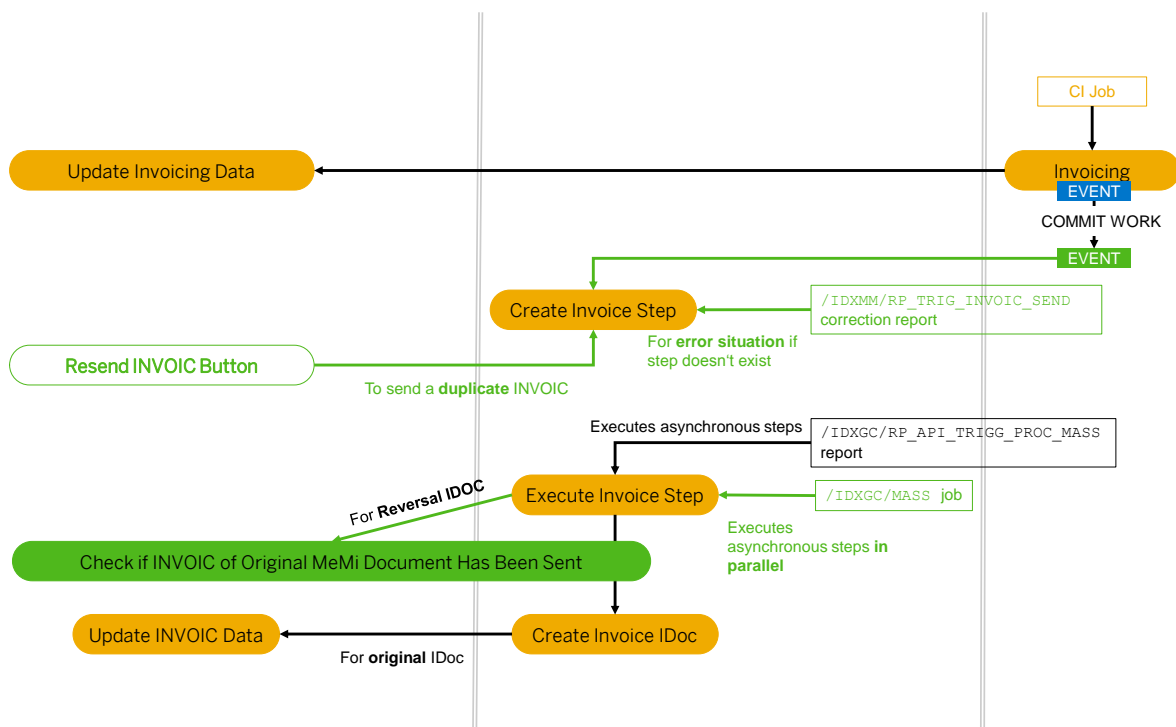 CI Job
Update Invoicing Data
Invoicing
EVENT
COMMIT WORK
EVENT
Create Invoice Step
/IDXMM/RP_TRIG_INVOIC_SEND
correction report
For error situation if
step doesn't exist
Resend INVOIC Button
To send a duplicate INVOIC
Executes asynchronous steps
/IDXGC/RP_API_TRIGG_PROC_MASS
report
For Reversal IDOC
Execute Invoice Step
/IDXGC/MASS job
Executes
asynchronous steps in
parallel
Check if INVOIC of Original MeMi Document Has Been Sent
Update INVOIC Data
Create Invoice IDoc
For original IDoc